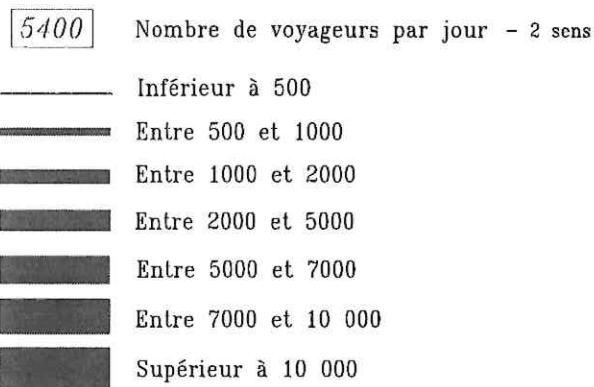 5400 Nombre de voyageurs par jour - 2 sens
Inférieur à 500
Entre 500 et 1000
Entre 1000 et 2000
Entre 2000 et 5000
Entre 5000 et 7000
Entre 7000 et 10 000
Supérieur à 10 000